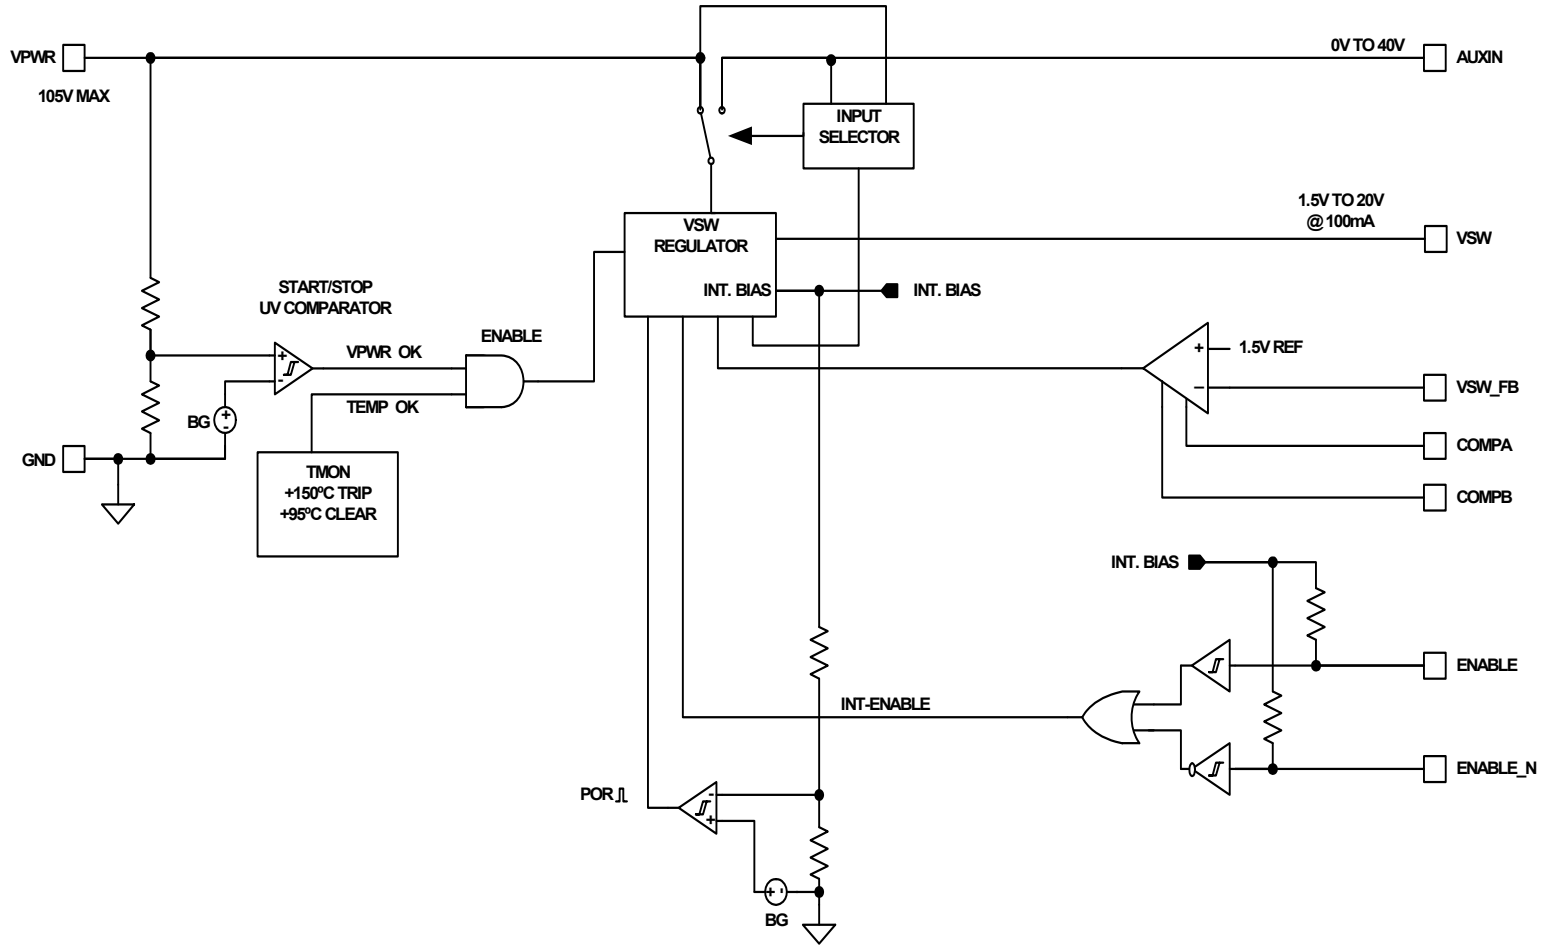 0V TO 40V
VPWR
AUXIN
105V MAX
INPUT
SELECTOR
1.5V TO 20V
@ 100mA
VSW
REGULATOR
VSW
START/STOP
UV COMPARATOR
INT. BIAS
INT. BIAS
ENABLE
VPWR OK
+
-
+
1.5V REF
TEMP OK
−
VSW_FB
BG
+
-
COMPA
GND
TMON
+150ºC TRIP
+95ºC CLEAR
COMPB
INT. BIAS
ENABLE
INT-ENABLE
ENABLE_N
POR
-
+
+ -
BG